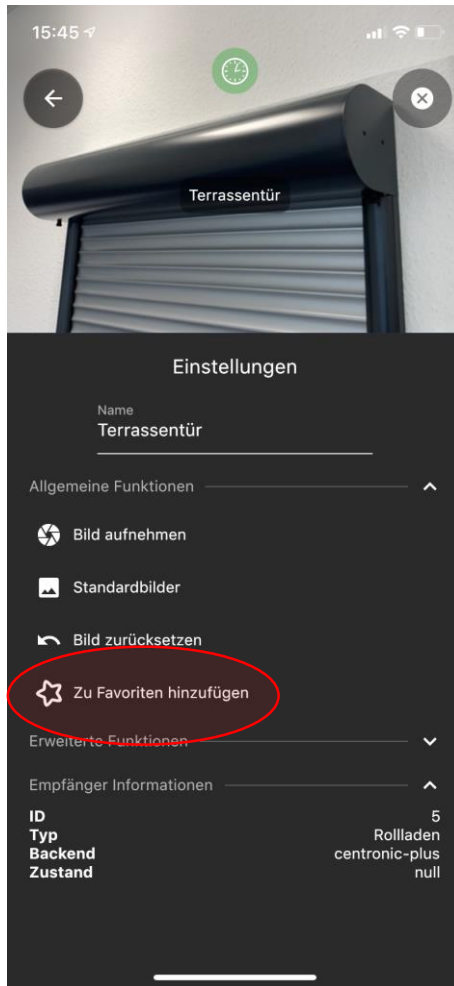 15:45
Terrassentür
Einstellungen
Name
Terrassentür
Allgemeine Funktionen
Bild aufnehmen
Standardbilder
Bild zurücksetzen
Zu Favoriten hinzufügen
Erweiterte Funktionen
Empfänger Informationen
ID 5
Typ Rollladen
Backend centronic-plus
Zustand null